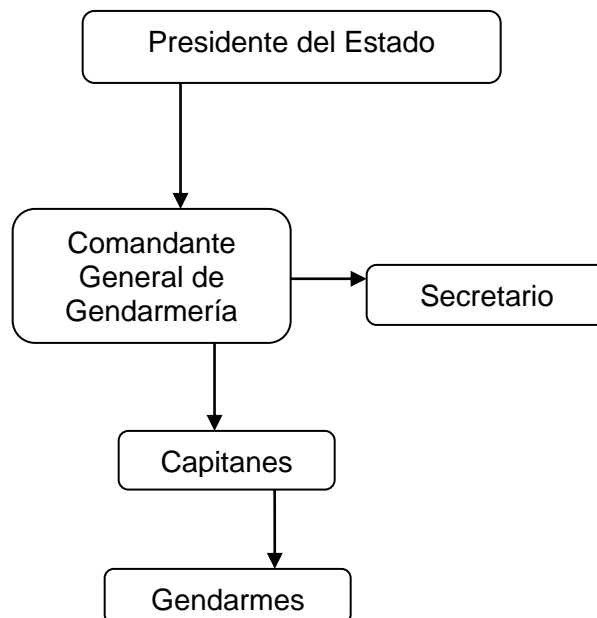 Presidente del Estado
Comandante
General de
Gendarmería
Secretario
Capitanes
Gendarmes